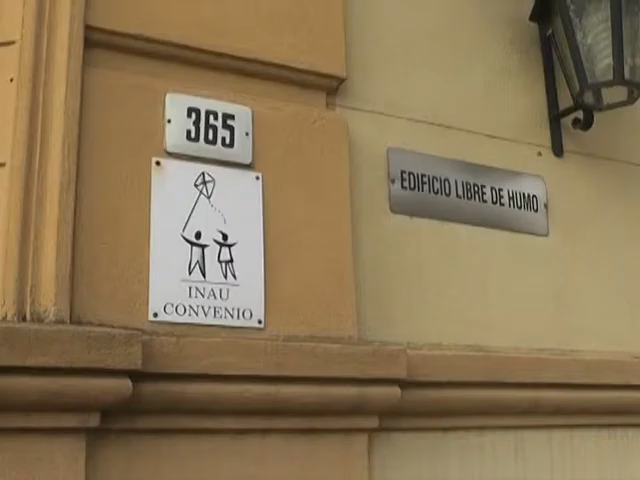 365
INAU
CONVENIO
EDIFICIO LIBRE DE HUMO